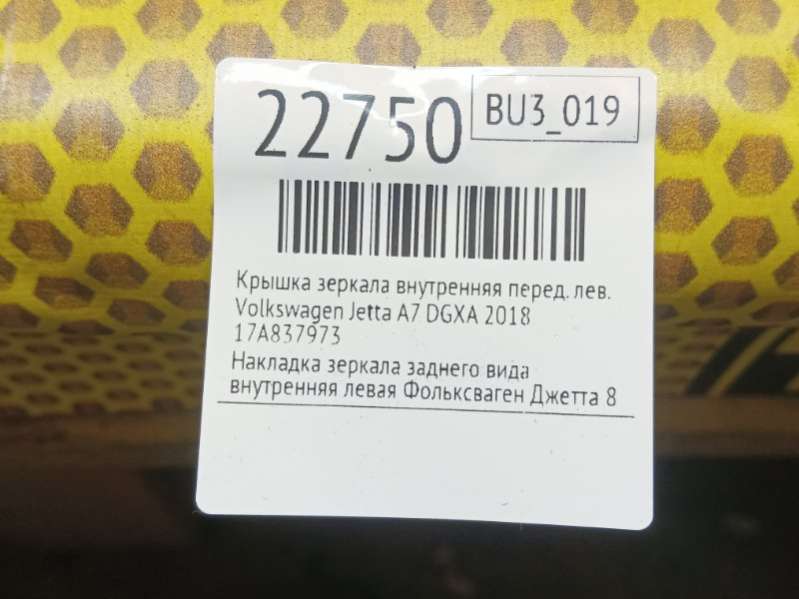 22750
BU3_019
Крышка зеркала внутренняя перед. лев.
Volkswagen Jetta A7 DGXA 2018
17A837973
Накладка зеркала заднего вида
внутренняя левая Фольксваген Джетта 8